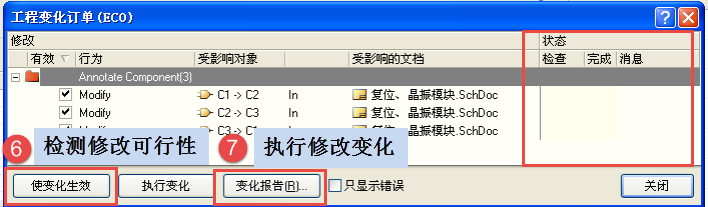 工程变化订单(ECO)
修改 状态
有效 行为 受影响对象 受影响的文档 检查 完成 消息
Annotate Component(3)
Modify C1 -> C2 In 复位、晶振模块.SchDoc
Modify C2 -> C3 In 复位、晶振模块.SchDoc
Modify C3 -> C1 In 复位、晶振模块.SchDoc
6 检测修改可行性 7 执行修改变化
使变化生效 执行变化 变化报告(R)... 只显示错误 关闭